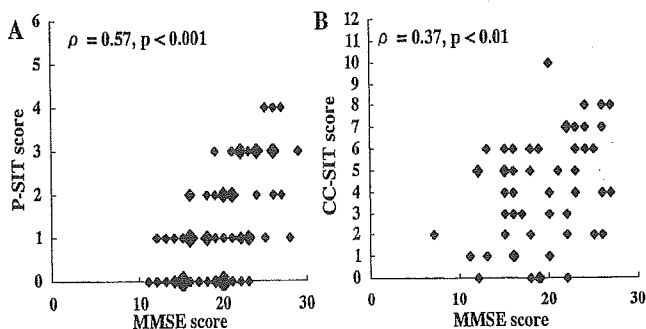 A
ρ = 0.57, p < 0.001
P-SIT score
6
5
4
3
2
1
0
0 10 20 30
MMSE score
B
ρ = 0.37, p < 0.01
CC-SIT score
12
11
10
9
8
7
6
5
4
3
2
1
0
0 10 20 30
MMSE score